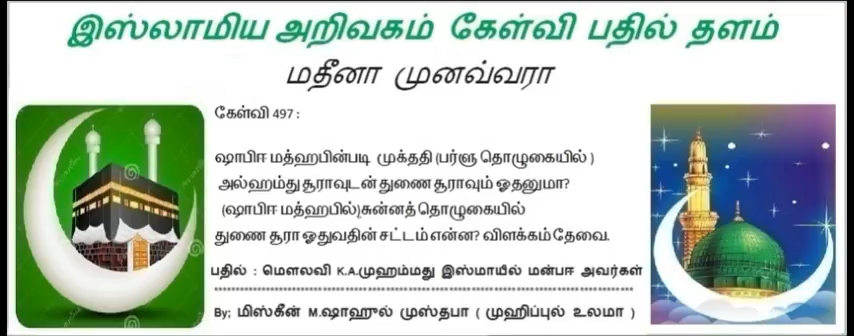 இஸ்லாமிய அறிவகம் கேள்வி பதில் தளம்
மதீனா முனவ்வரா
கேள்வி 497 :
ஷாபிஈ மத்ஹபின்படி முக்ததி (பர்ளு தொழுகையில் )
அல்ஹம்து சூராவுடன் துணை சூராவும் ஓதனுமா?
(ஷாபிஈ மத்ஹபில்)சுன்னத் தொழுகையில்
துணை சூரா ஓதுவதின் சட்டம் என்ன? விளக்கம் தேவை.
பதில் : மௌலவி K.A.முஹம்மது இஸ்மாயீல் மன்பஈ அவர்கள்
By; மிஸ்கீன் M.ஷாஹுல் முஸ்தபா ( முஹிப்புல் உலமா )